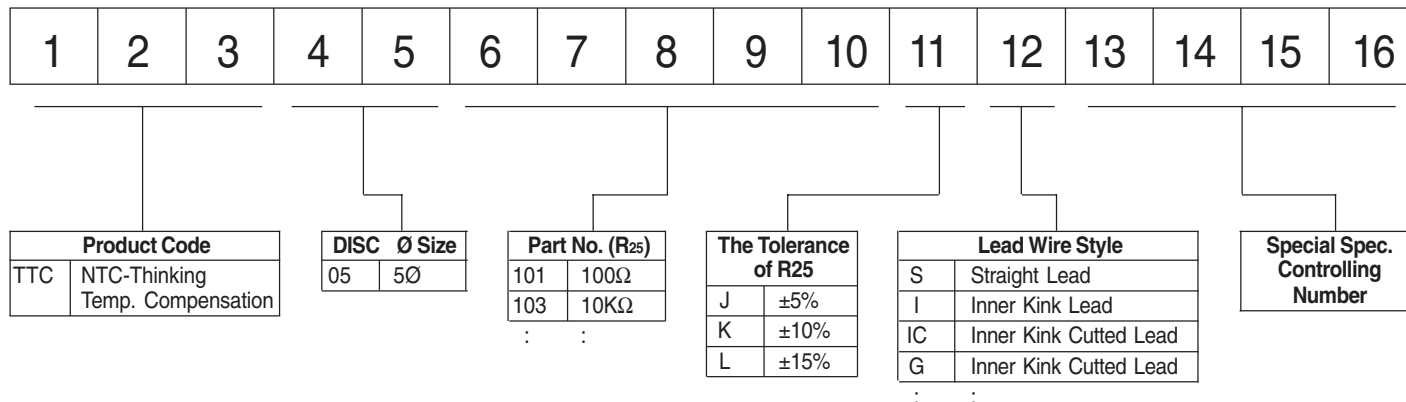 1 2 3 4 5 6 7 8 9 10 11 12 13 14 15 16
Product Code
TTC NTC-Thinking
Temp. Compensation
DISC Ø Size
05 5Ø
Part No. (R25)
101 100Ω
103 10KΩ
: :
The Tolerance
of R25
J ±5%
K ±10%
L ±15%
Lead Wire Style
S Straight Lead
I Inner Kink Lead
IC Inner Kink Cutted Lead
G Inner Kink Cutted Lead
: :
Special Spec.
Controlling
Number